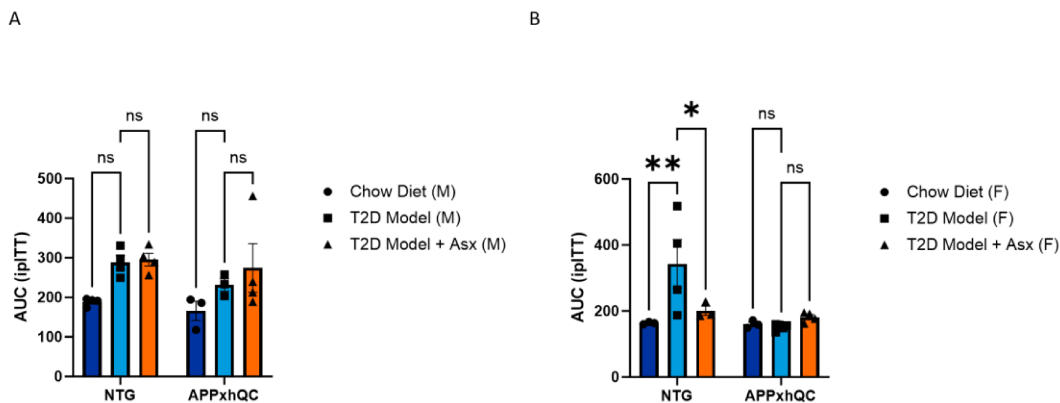 A
ns
ns
ns
ns
500
400
300
200
100
0
AUC (ipITT)
NTG
APPxhQC
Chow Diet (M)
T2D Model (M)
T2D Model + Asx (M)
B
*
ns
**
ns
600
400
200
0
AUC (ipITT)
NTG
APPxhQC
Chow Diet (F)
T2D Model (F)
T2D Model + Asx (F)